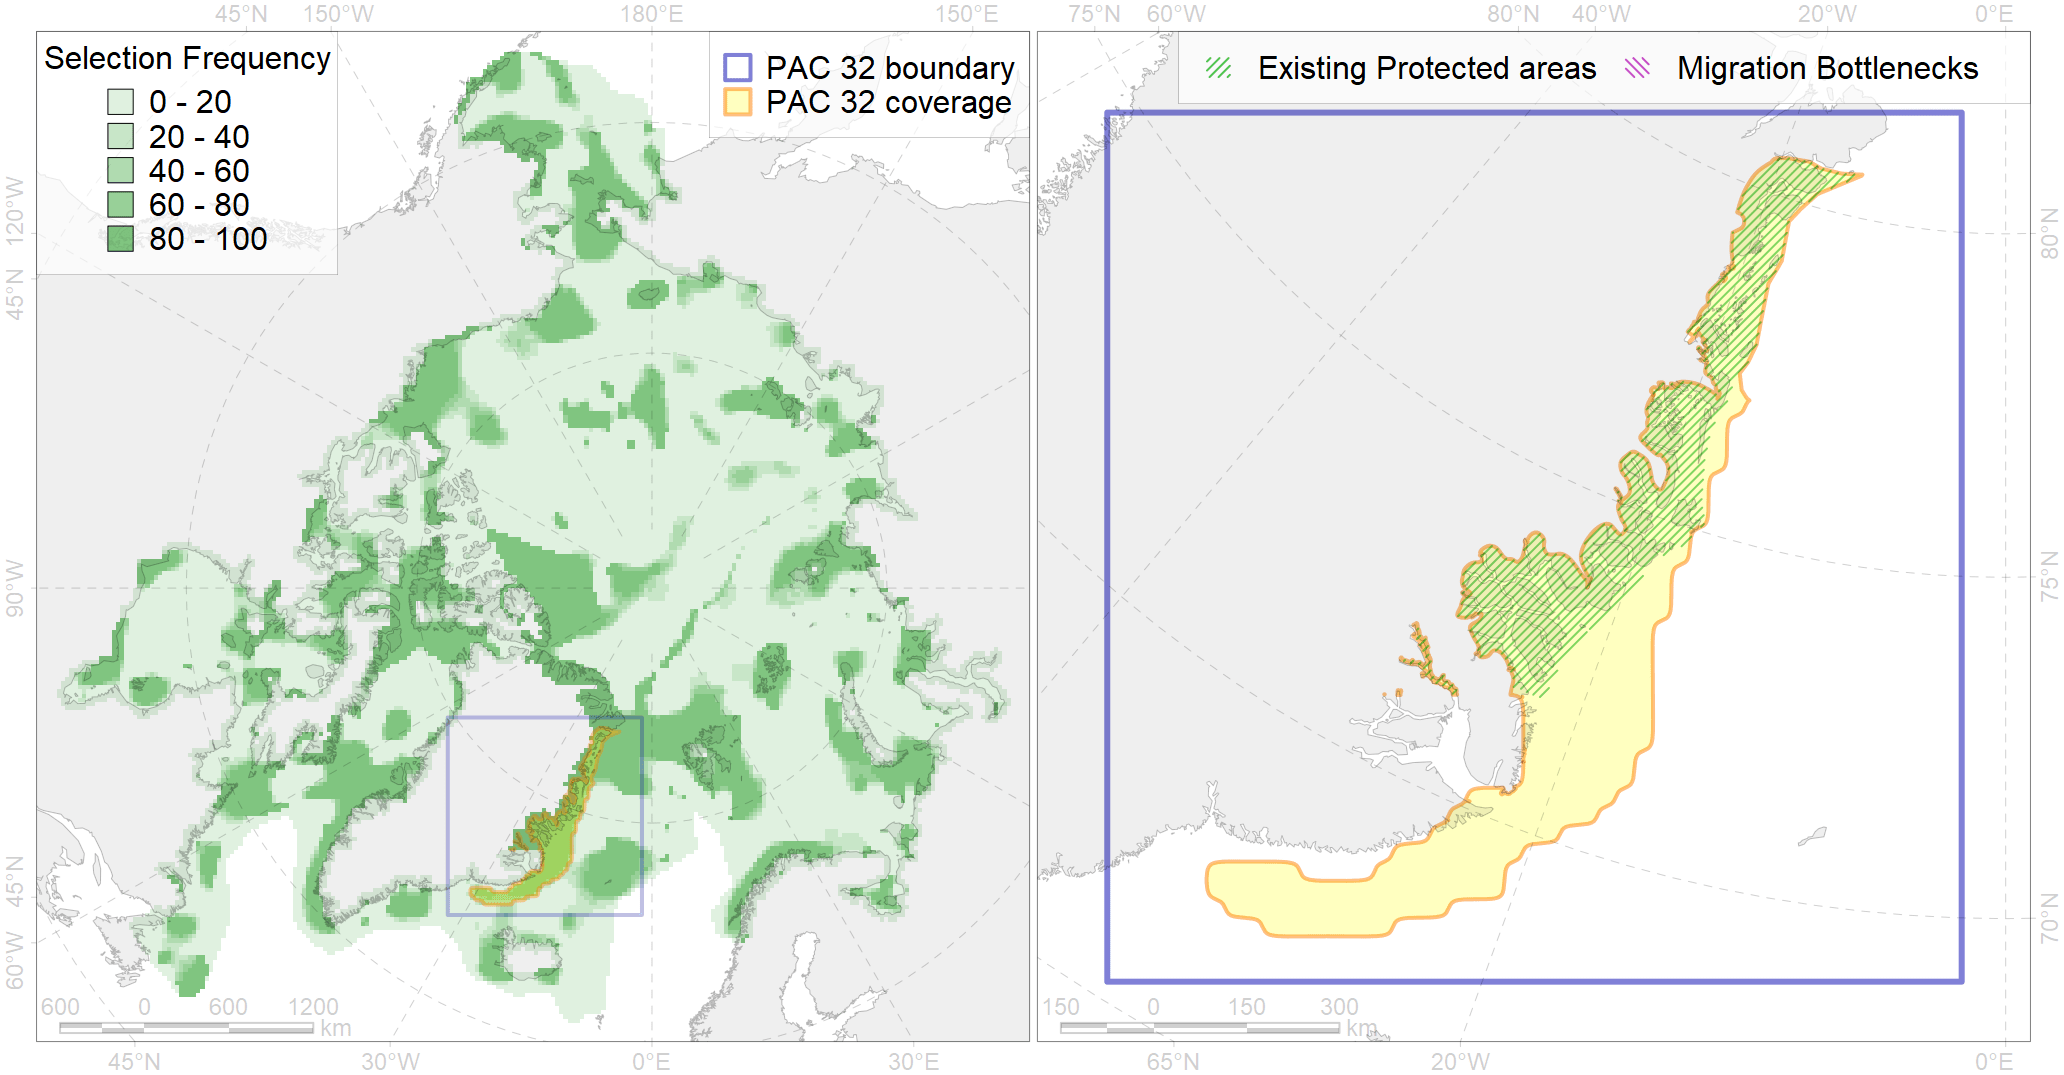 45°N 150°W 180°E 150°E 75°N 60°W 80°N 40°W 20°W 0°E
Selection Frequency
0 - 20
20 - 40
40 - 60
60 - 80
80 - 100
PAC 32 boundary
PAC 32 coverage
Existing Protected areas Migration Bottlenecks
120°W
45°N
90°W
45°N
60°W
80°N
75°N
70°N
600 0 600 1200
km
150 0 150 300
km
45°N 30°W 0°E 30°E 65°N 20°W 0°E